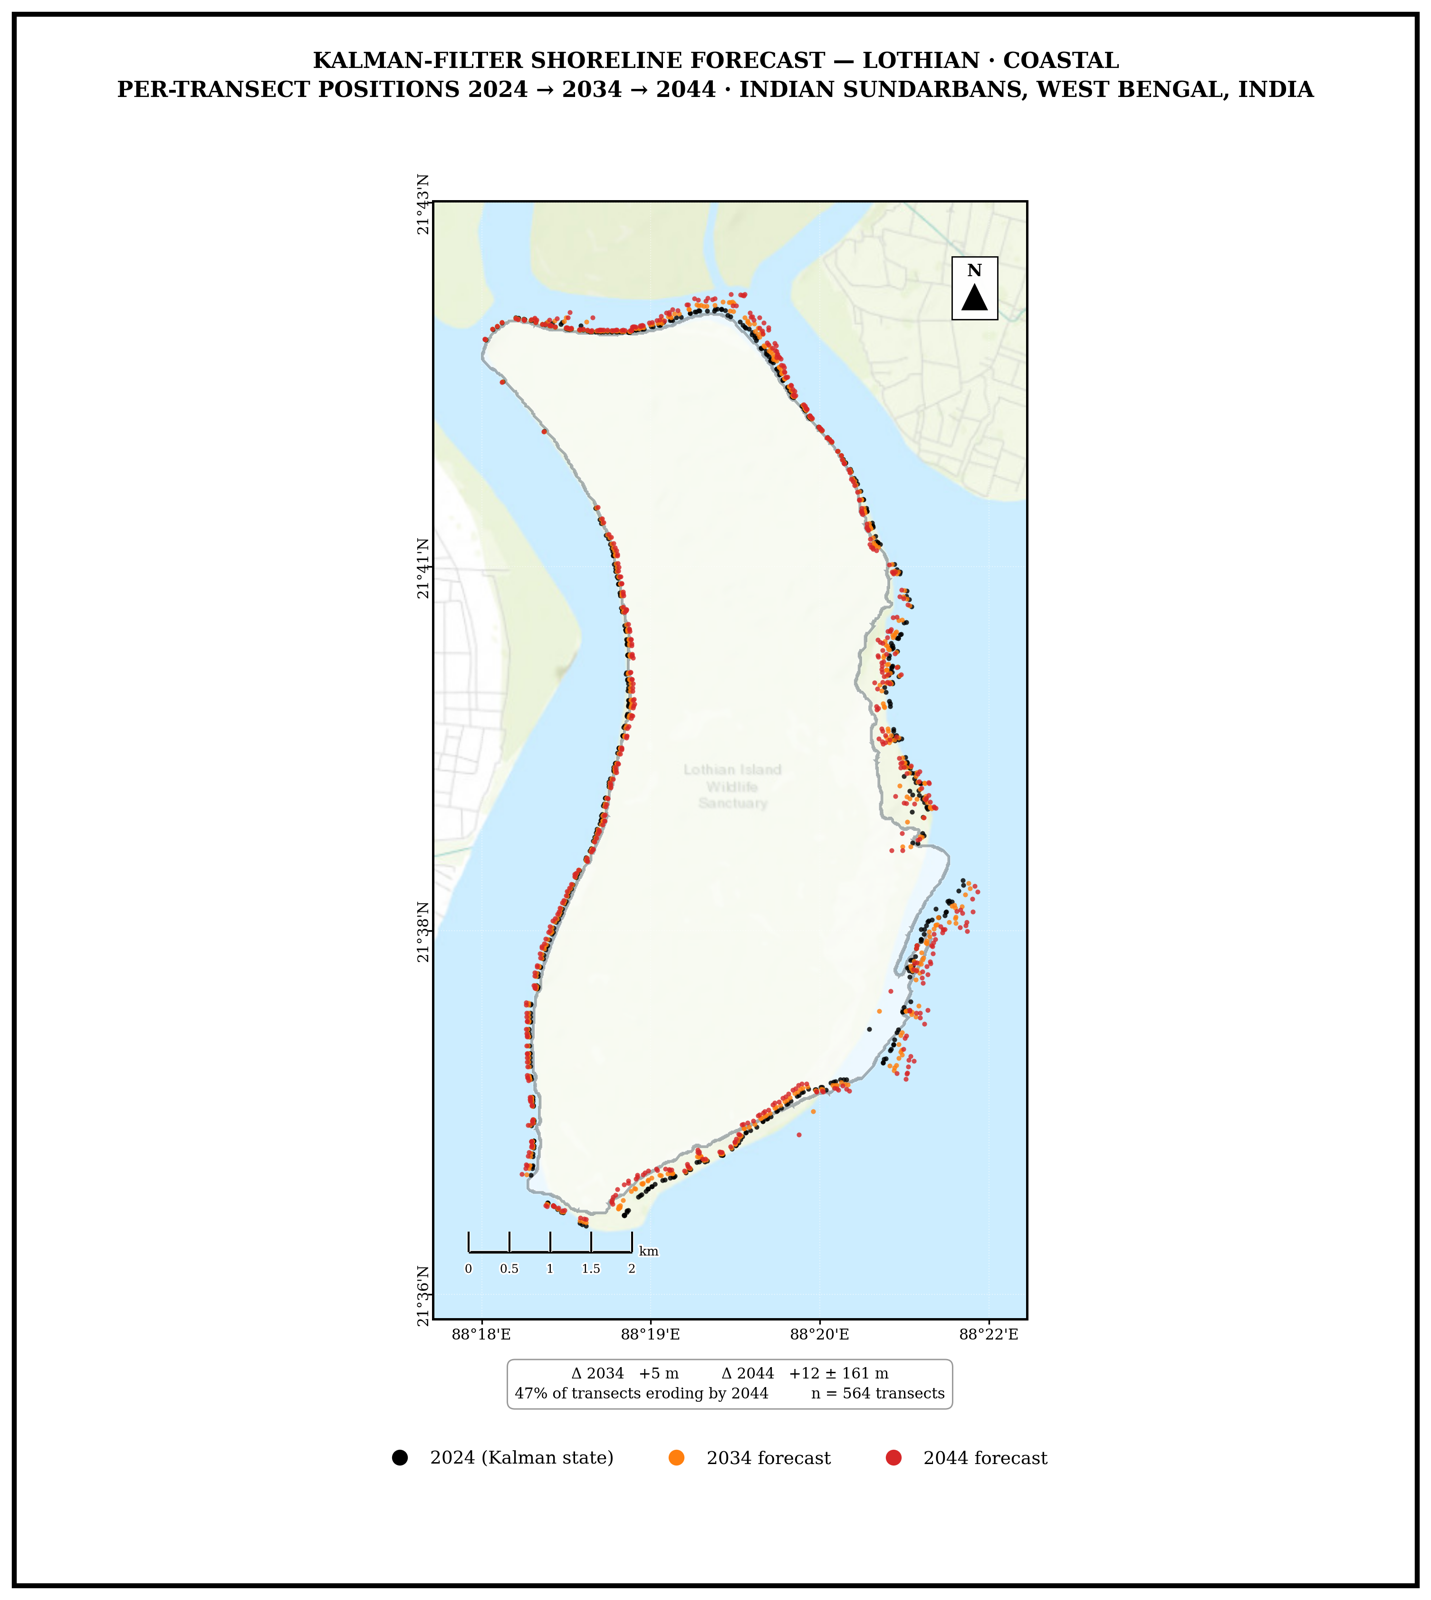 KALMAN-FILTER SHORELINE FORECAST — LOTHIAN · COASTAL
PER-TRANSECT POSITIONS 2024 → 2034 → 2044 · INDIAN SUNDARBANS, WEST BENGAL, INDIA
21°43'N
N
21°41'N
Lothian Island
Wildlife
Sanctuary
21°38'N
km
0 0.5 1 1.5 2
21°36'N
88°18'E 88°19'E 88°20'E 88°22'E
Δ 2034 +5 m Δ 2044 +12 ± 161 m
47% of transects eroding by 2044 n = 564 transects
2024 (Kalman state) 2034 forecast 2044 forecast